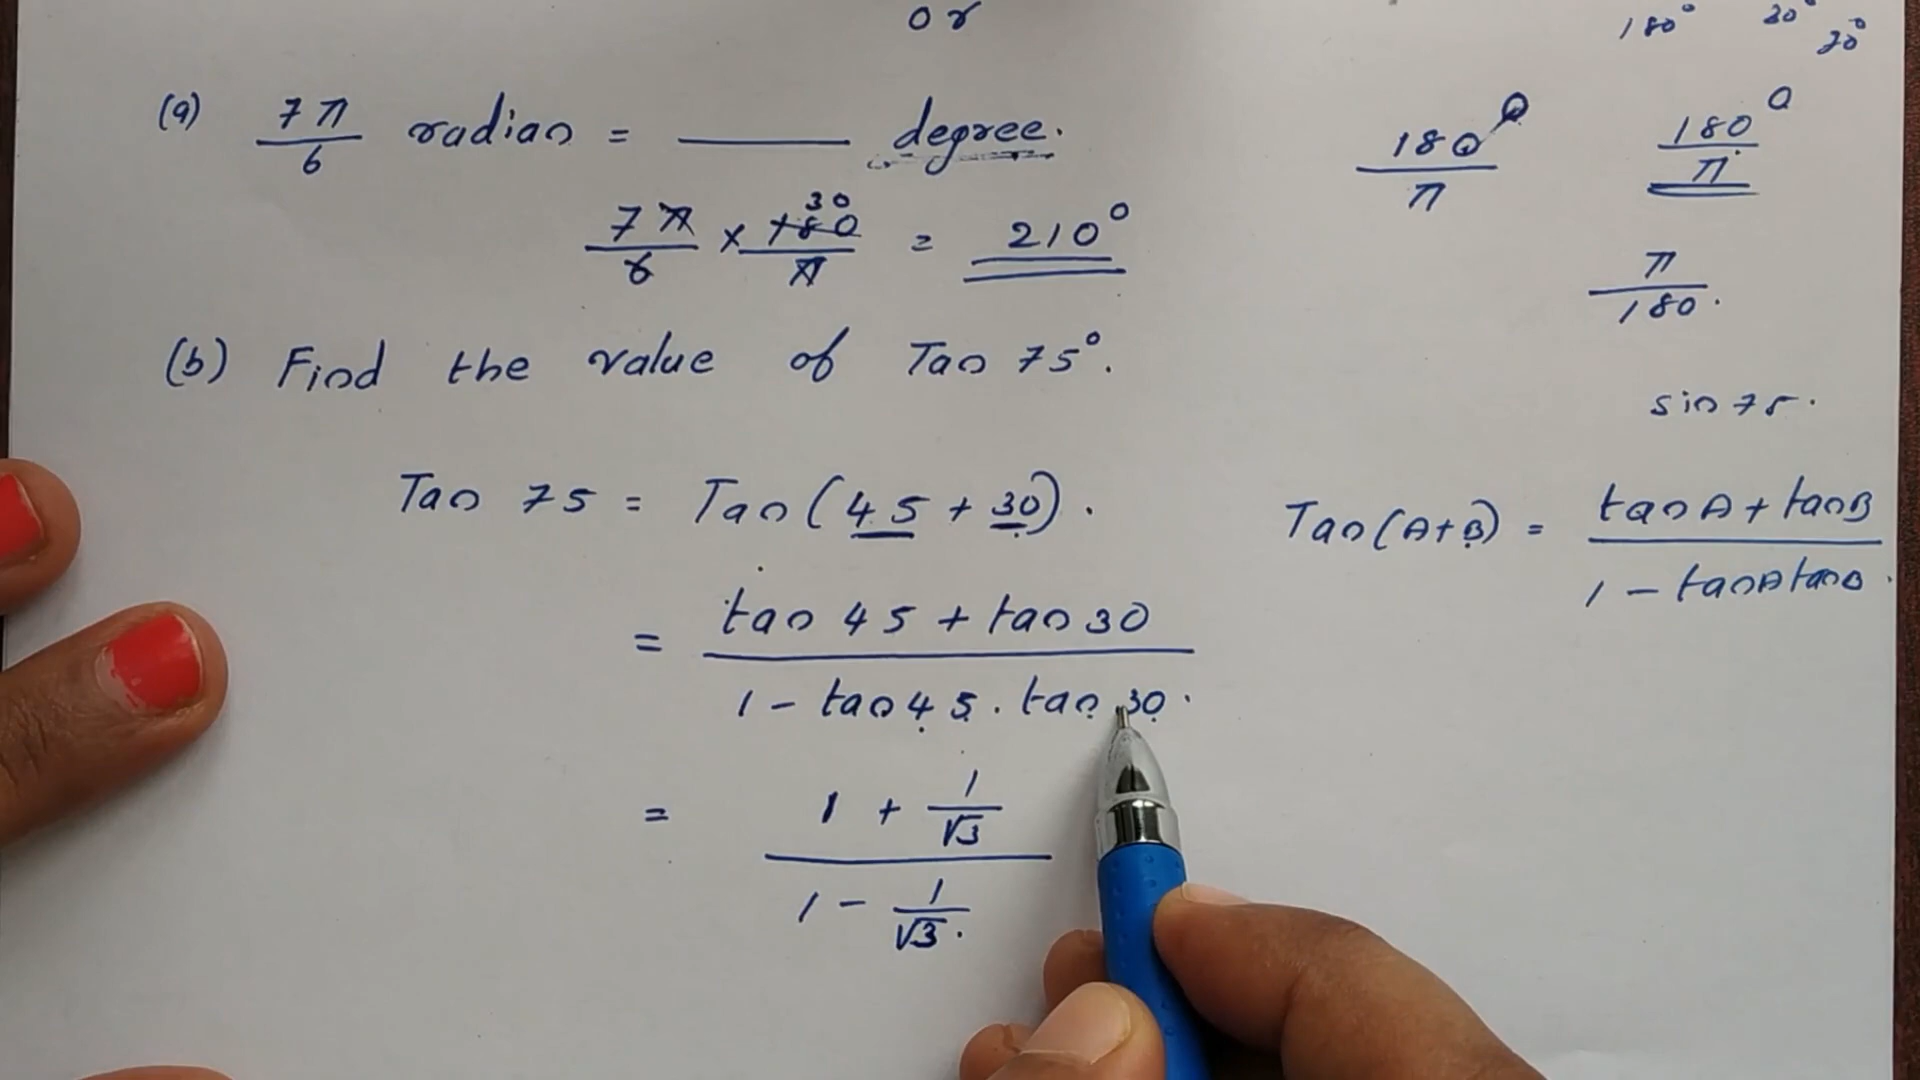 or
180° 30°
30°
(a) 7π/6 radian = ______ degree.
180°/π
180°/π
7π/6 × 180/π = 210°
30
π/180.
(b) Find the value of Tan 75°.
sin 75.
Tan 75 = Tan(45 + 30).
Tan(A+B) = tanA + tanB / 1 - tanAtanB.
= tan 45 + tan 30 / 1 - tan 45 . tan 30.
= 1 + 1/√3 / 1 - 1/√3.